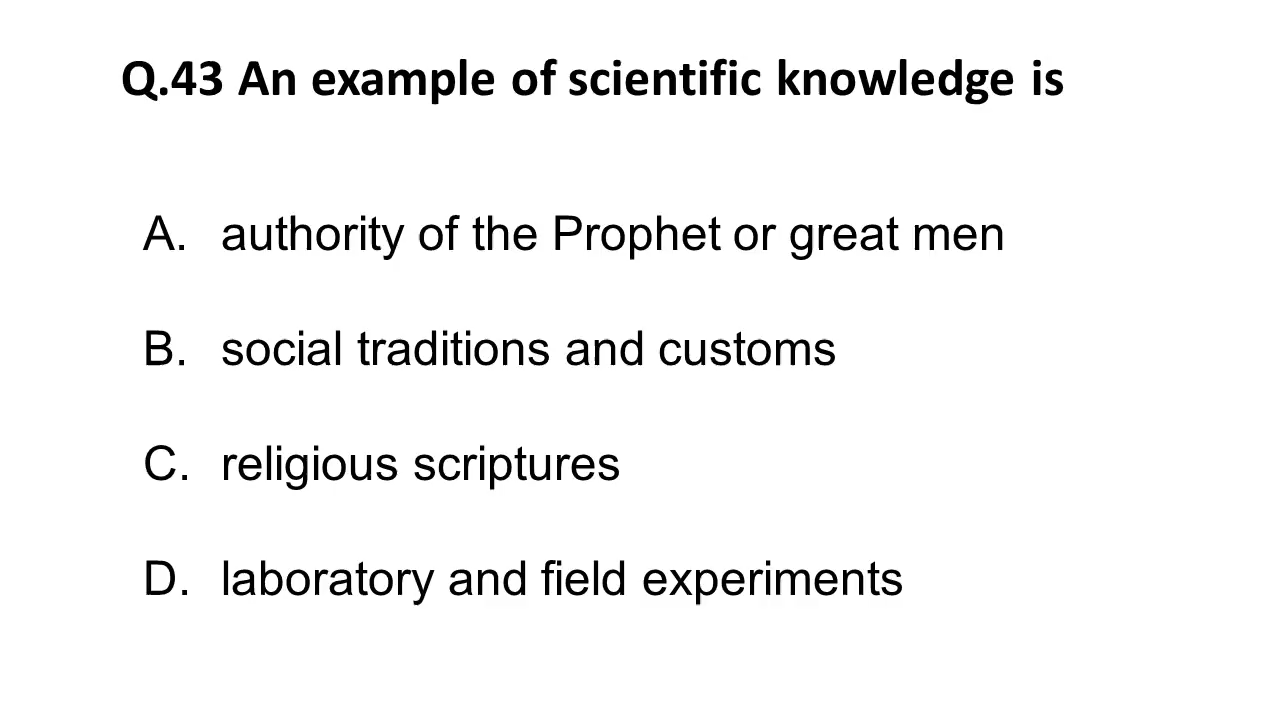 Q.43 An example of scientific knowledge is
A. authority of the Prophet or great men
B. social traditions and customs
C. religious scriptures
D. laboratory and field experiments